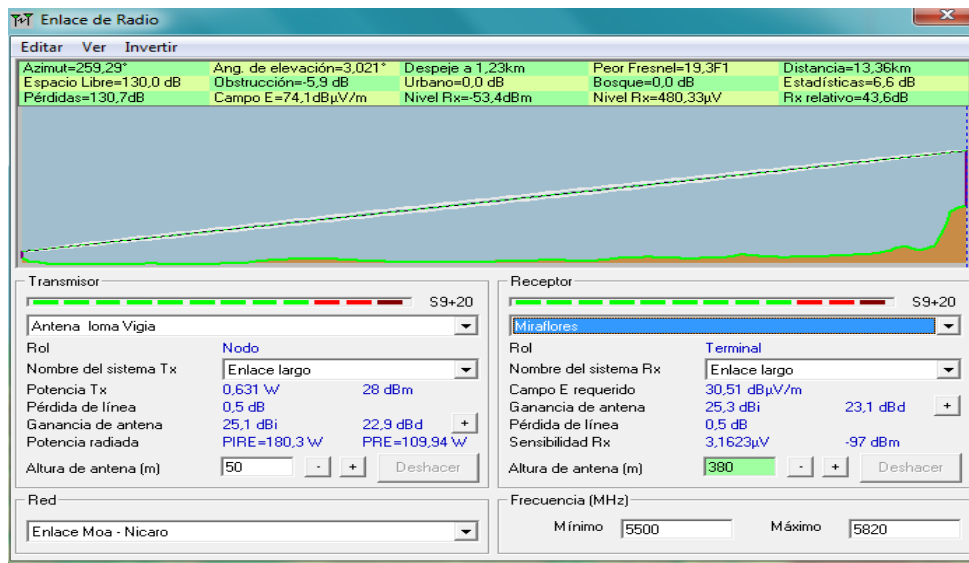 Enlace de Radio
Editar Ver Invertir
Azimut=259,29° Ang. de elevación=3,021° Despeje a 1,23km Peor Fresnel=19,3F1 Distancia=13,36km
Espacio Libre=130,0 dB Obstrucción=-5,9 dB Urbano=0,0 dB Bosque=0,0 dB Estadísticas=6,6 dB
Pérdidas=130,7dB Campo E=74,1dBµV/m Nivel Rx=-53,4dBm Nivel Rx=480,33µV Rx relativo=43,6dB
Transmisor
S9+20
Antena loma Vigia
Rol Nodo
Nombre del sistema Tx Enlace largo
Potencia Tx 0,631 W 28 dBm
Pérdida de línea 0,5 dB
Ganancia de antena 25,1 dBi 22,9 dBd +
Potencia radiada PIRE=180,3 W PRE=109,94 W
Altura de antena (m) 50 - + Deshacer
Red
Enlace Moa - Nicaro
Receptor
S9+20
Miraflores
Rol Terminal
Nombre del sistema Rx Enlace largo
Campo E requerido 30,51 dBµV/m
Ganancia de antena 25,3 dBi 23,1 dBd +
Pérdida de línea 0,5 dB
Sensibilidad Rx 3,1623µV -97 dBm
Altura de antena (m) 380 - + Deshacer
Frecuencia (MHz)
Mínimo 5500 Máximo 5820